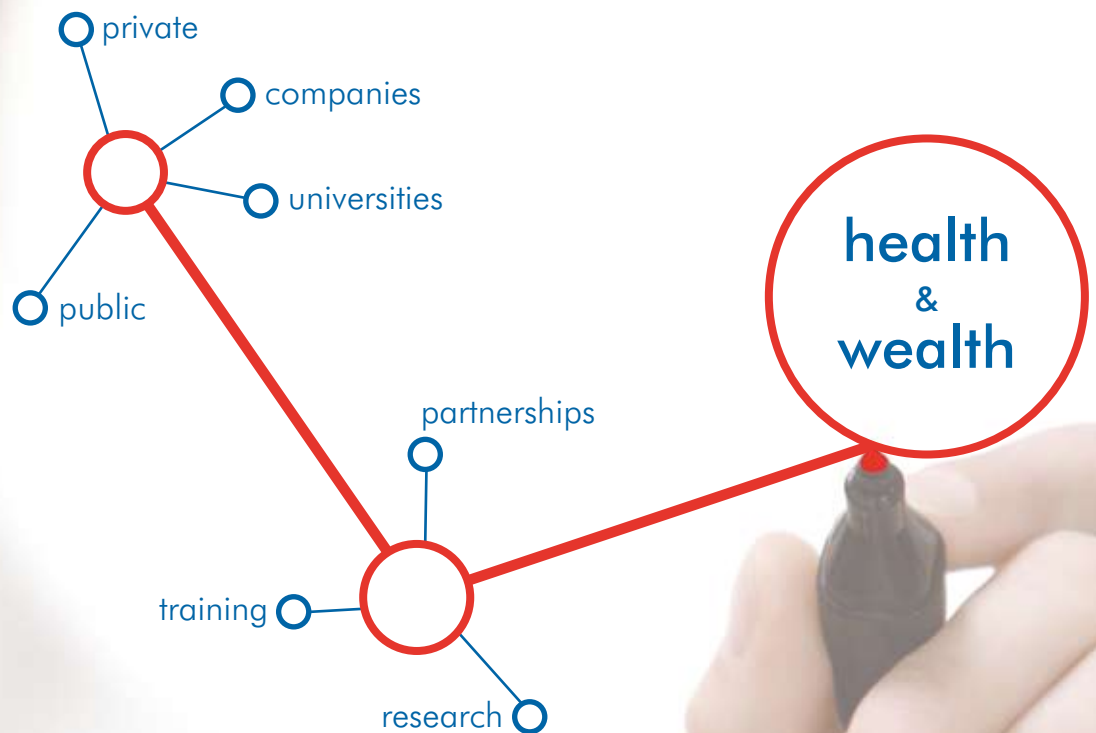 private
companies
universities
public
health
&
wealth
partnerships
training
research